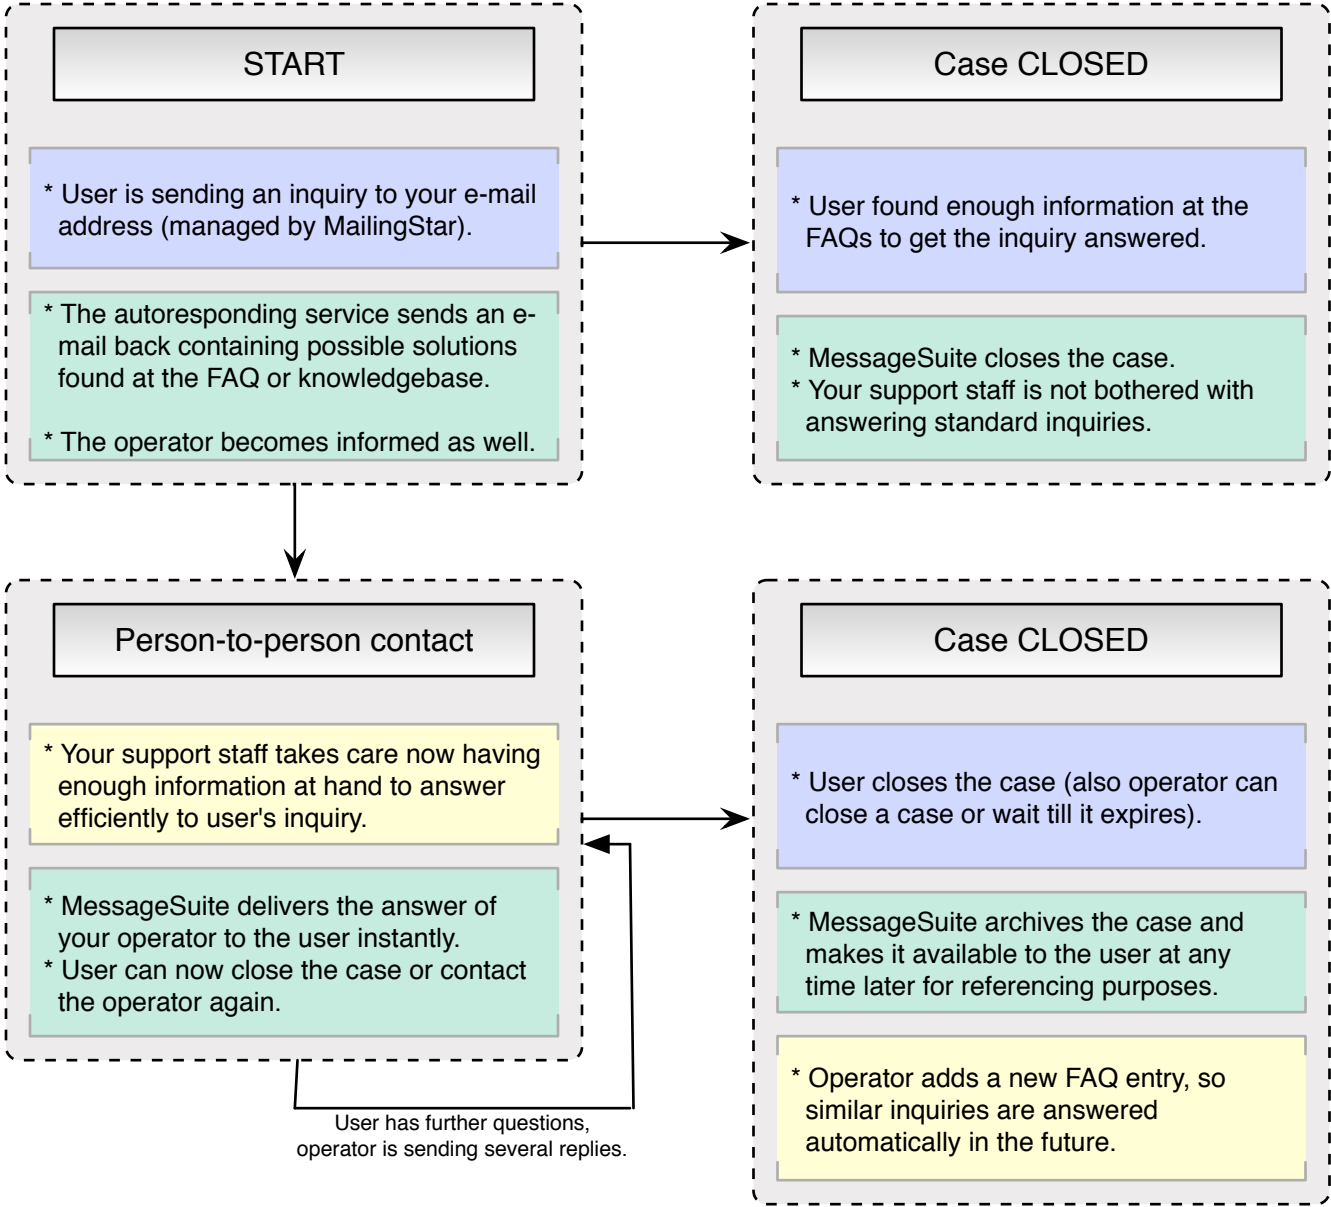 START
* User is sending an inquiry to your e-mail
address (managed by MailingStar).
* The autoresponding service sends an e-
mail back containing possible solutions
found at the FAQ or knowledgebase.
* The operator becomes informed as well.
Case CLOSED
* User found enough information at the
FAQs to get the inquiry answered.
* MessageSuite closes the case.
* Your support staff is not bothered with
answering standard inquiries.
Person-to-person contact
* Your support staff takes care now having
enough information at hand to answer
efficiently to user's inquiry.
* MessageSuite delivers the answer of
your operator to the user instantly.
* User can now close the case or contact
the operator again.
User has further questions,
operator is sending several replies.
Case CLOSED
* User closes the case (also operator can
close a case or wait till it expires).
* MessageSuite archives the case and
makes it available to the user at any
time later for referencing purposes.
* Operator adds a new FAQ entry, so
similar inquiries are answered
automatically in the future.